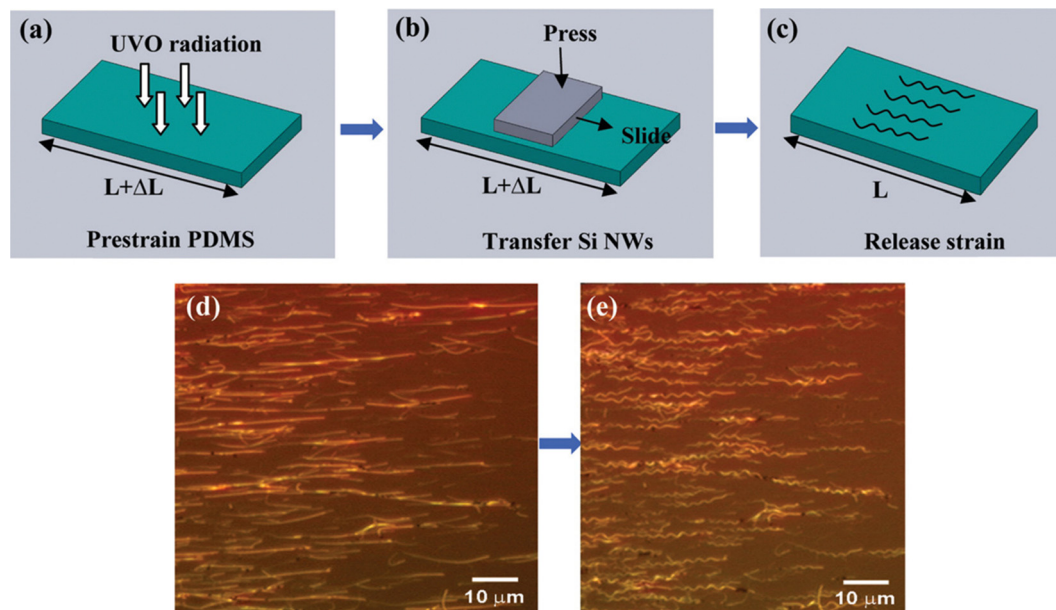 (a)
UVO radiation
L+ΔL
Prestrain PDMS
(b)
Press
Slide
L+ΔL
Transfer Si NWs
(c)
L
Release strain
(d)
10 μm
(e)
10 μm